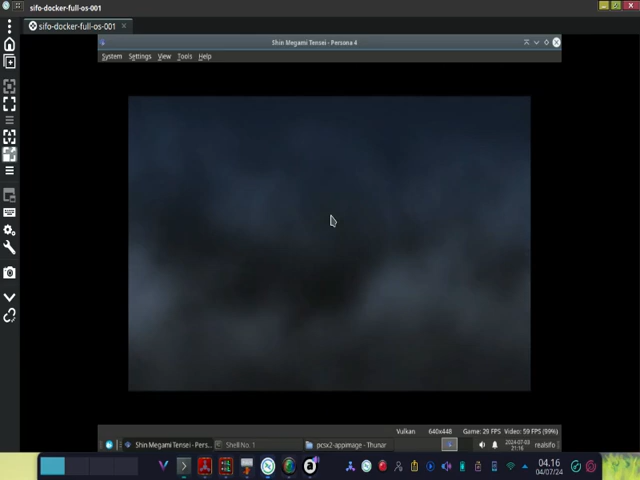 sifo-docker-full-os-001
sifo-docker-full-os-001
Shin Megami Tensei - Persona 4
System Settings View Tools Help
Vulkan 640x448 Game: 29 FPS Video: 59 FPS (99%)
Shin Megami Tensei - Pers... Shell No. 1 pcsx2-appimage - Thunar 2024-07-03 21:16 realsifo
04.16
04/07/24